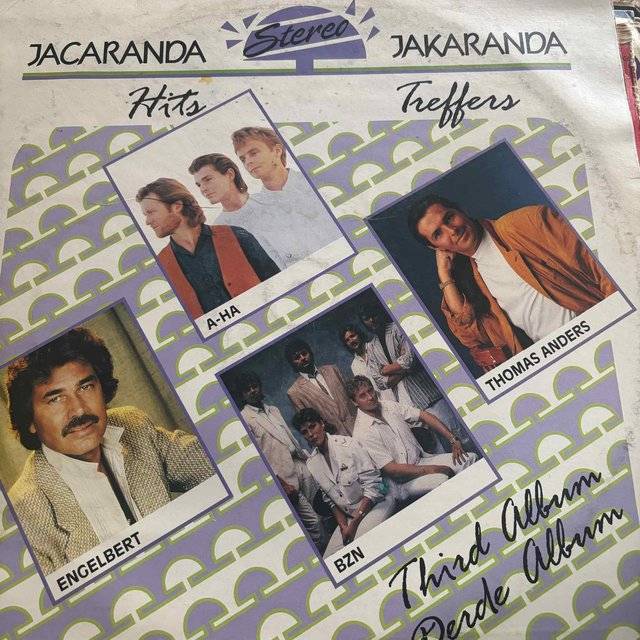 JACARANDA Stereo JAKARANDA
Hits Treffers
A-HA
THOMAS ANDERS
ENGELBERT
BZN
Third Album
Derde Album